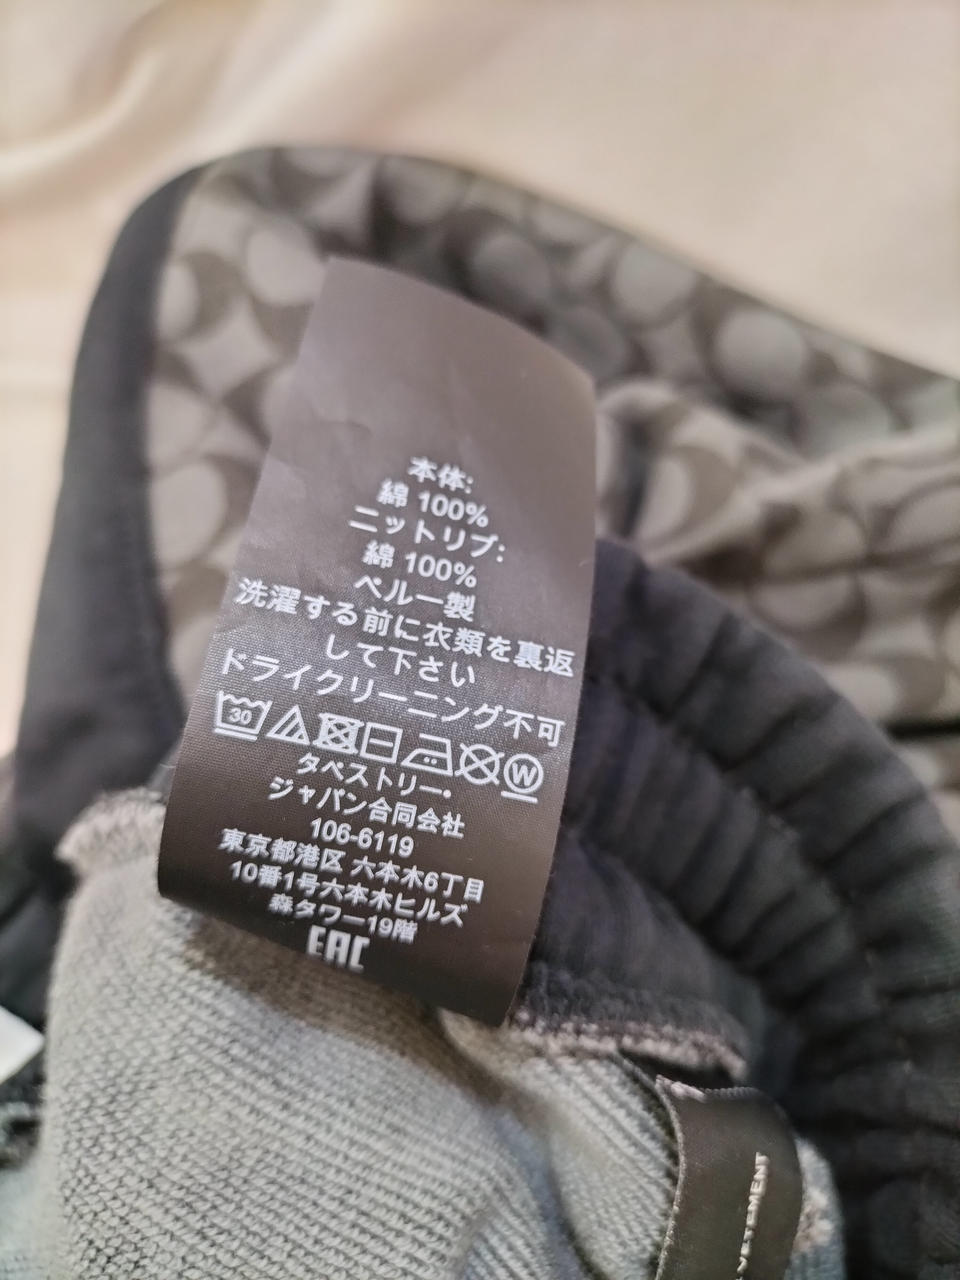 本体:
綿 100%
ニットリブ:
綿 100%
ペルー製
洗濯する前に衣類を裏返
して下さい
ドライクリーニング不可
30
W
タペストリー・
ジャパン合同会社
106-6119
東京都港区 六本木6丁目
10番1号六本木ヒルズ
森タワー19階
EAC